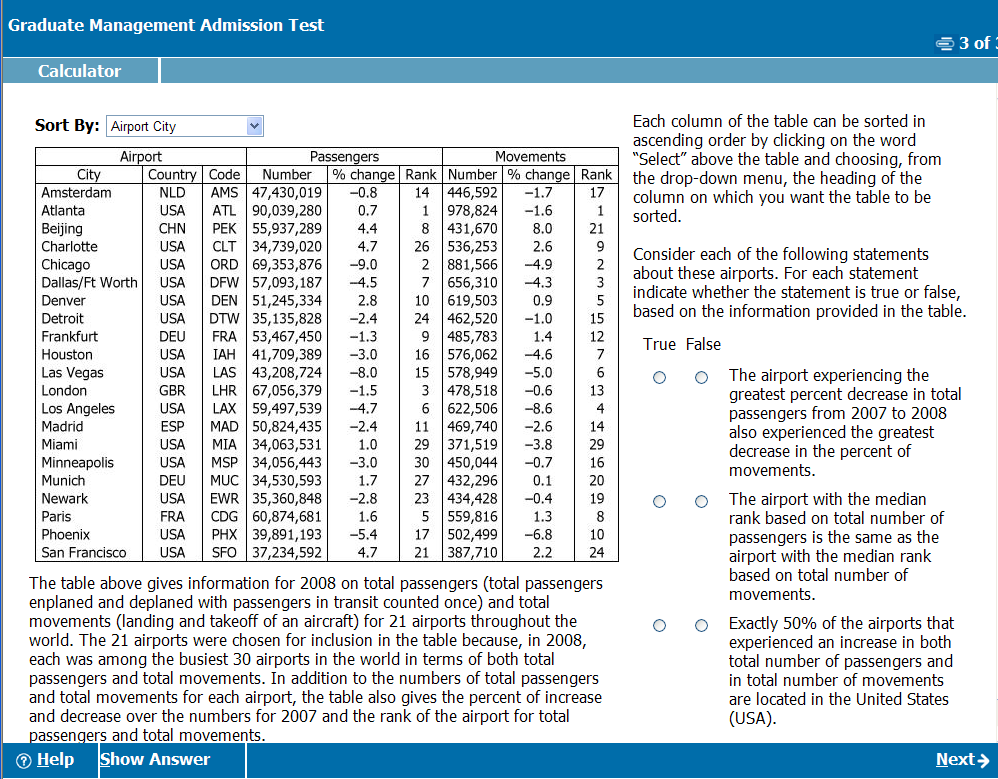 Graduate Management Admission Test
3 of
Calculator
Sort By: Airport City
Airport Passengers Movements
City Country Code Number % change Rank Number % change Rank
Amsterdam NLD AMS 47,430,019 −0.8 14 446,592 −1.7 17
Atlanta USA ATL 90,039,280 0.7 1 978,824 −1.6 1
Beijing CHN PEK 55,937,289 4.4 8 431,670 8.0 21
Charlotte USA CLT 34,739,020 4.7 26 536,253 2.6 9
Chicago USA ORD 69,353,876 −9.0 2 881,566 −4.9 2
Dallas/Ft Worth USA DFW 57,093,187 −4.5 7 656,310 −4.3 3
Denver USA DEN 51,245,334 2.8 10 619,503 0.9 5
Detroit USA DTW 35,135,828 −2.4 24 462,520 −1.0 15
Frankfurt DEU FRA 53,467,450 −1.3 9 485,783 1.4 12
Houston USA IAH 41,709,389 −3.0 16 576,062 −4.6 7
Las Vegas USA LAS 43,208,724 −8.0 15 578,949 −5.0 6
London GBR LHR 67,056,379 −1.5 3 478,518 −0.6 13
Los Angeles USA LAX 59,497,539 −4.7 6 622,506 −8.6 4
Madrid ESP MAD 50,824,435 −2.4 11 469,740 −2.6 14
Miami USA MIA 34,063,531 1.0 29 371,519 −3.8 29
Minneapolis USA MSP 34,056,443 −3.0 30 450,044 −0.7 16
Munich DEU MUC 34,530,593 1.7 27 432,296 0.1 20
Newark USA EWR 35,360,848 −2.8 23 434,428 −0.4 19
Paris FRA CDG 60,874,681 1.6 5 559,816 1.3 8
Phoenix USA PHX 39,891,193 −5.4 17 502,499 −6.8 10
San Francisco USA SFO 37,234,592 4.7 21 387,710 2.2 24
The table above gives information for 2008 on total passengers (total passengers
enplaned and deplaned with passengers in transit counted once) and total
movements (landing and takeoff of an aircraft) for 21 airports throughout the
world. The 21 airports were chosen for inclusion in the table because, in 2008,
each was among the busiest 30 airports in the world in terms of both total
passengers and total movements. In addition to the numbers of total passengers
and total movements for each airport, the table also gives the percent of increase
and decrease over the numbers for 2007 and the rank of the airport for total
passengers and total movements.
Each column of the table can be sorted in
ascending order by clicking on the word
“Select” above the table and choosing, from
the drop-down menu, the heading of the
column on which you want the table to be
sorted.
Consider each of the following statements
about these airports. For each statement
indicate whether the statement is true or false,
based on the information provided in the table.
True False
The airport experiencing the
greatest percent decrease in total
passengers from 2007 to 2008
also experienced the greatest
decrease in the percent of
movements.
The airport with the median
rank based on total number of
passengers is the same as the
airport with the median rank
based on total number of
movements.
Exactly 50% of the airports that
experienced an increase in both
total number of passengers and
in total number of movements
are located in the United States
(USA).
Help
Show Answer
Next